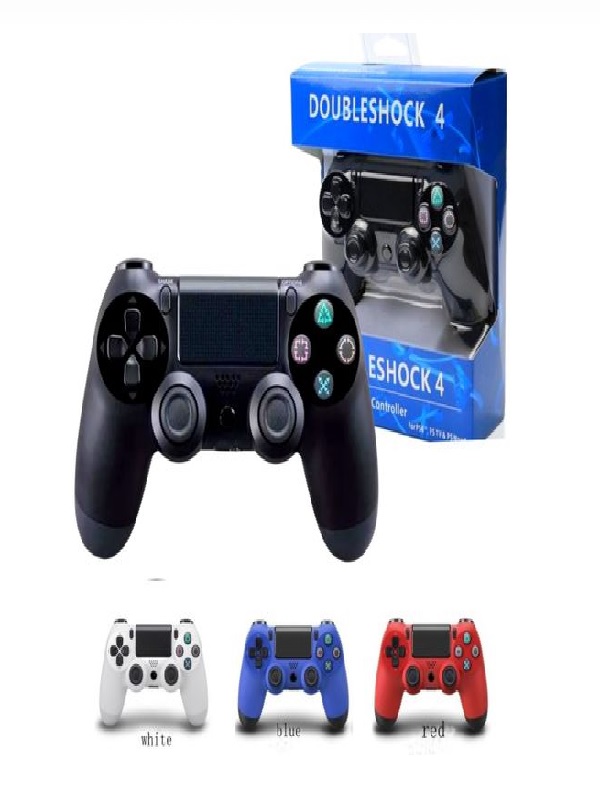 DOUBLESHOCK 4
ESHOCK 4
Controller
white
blue
red